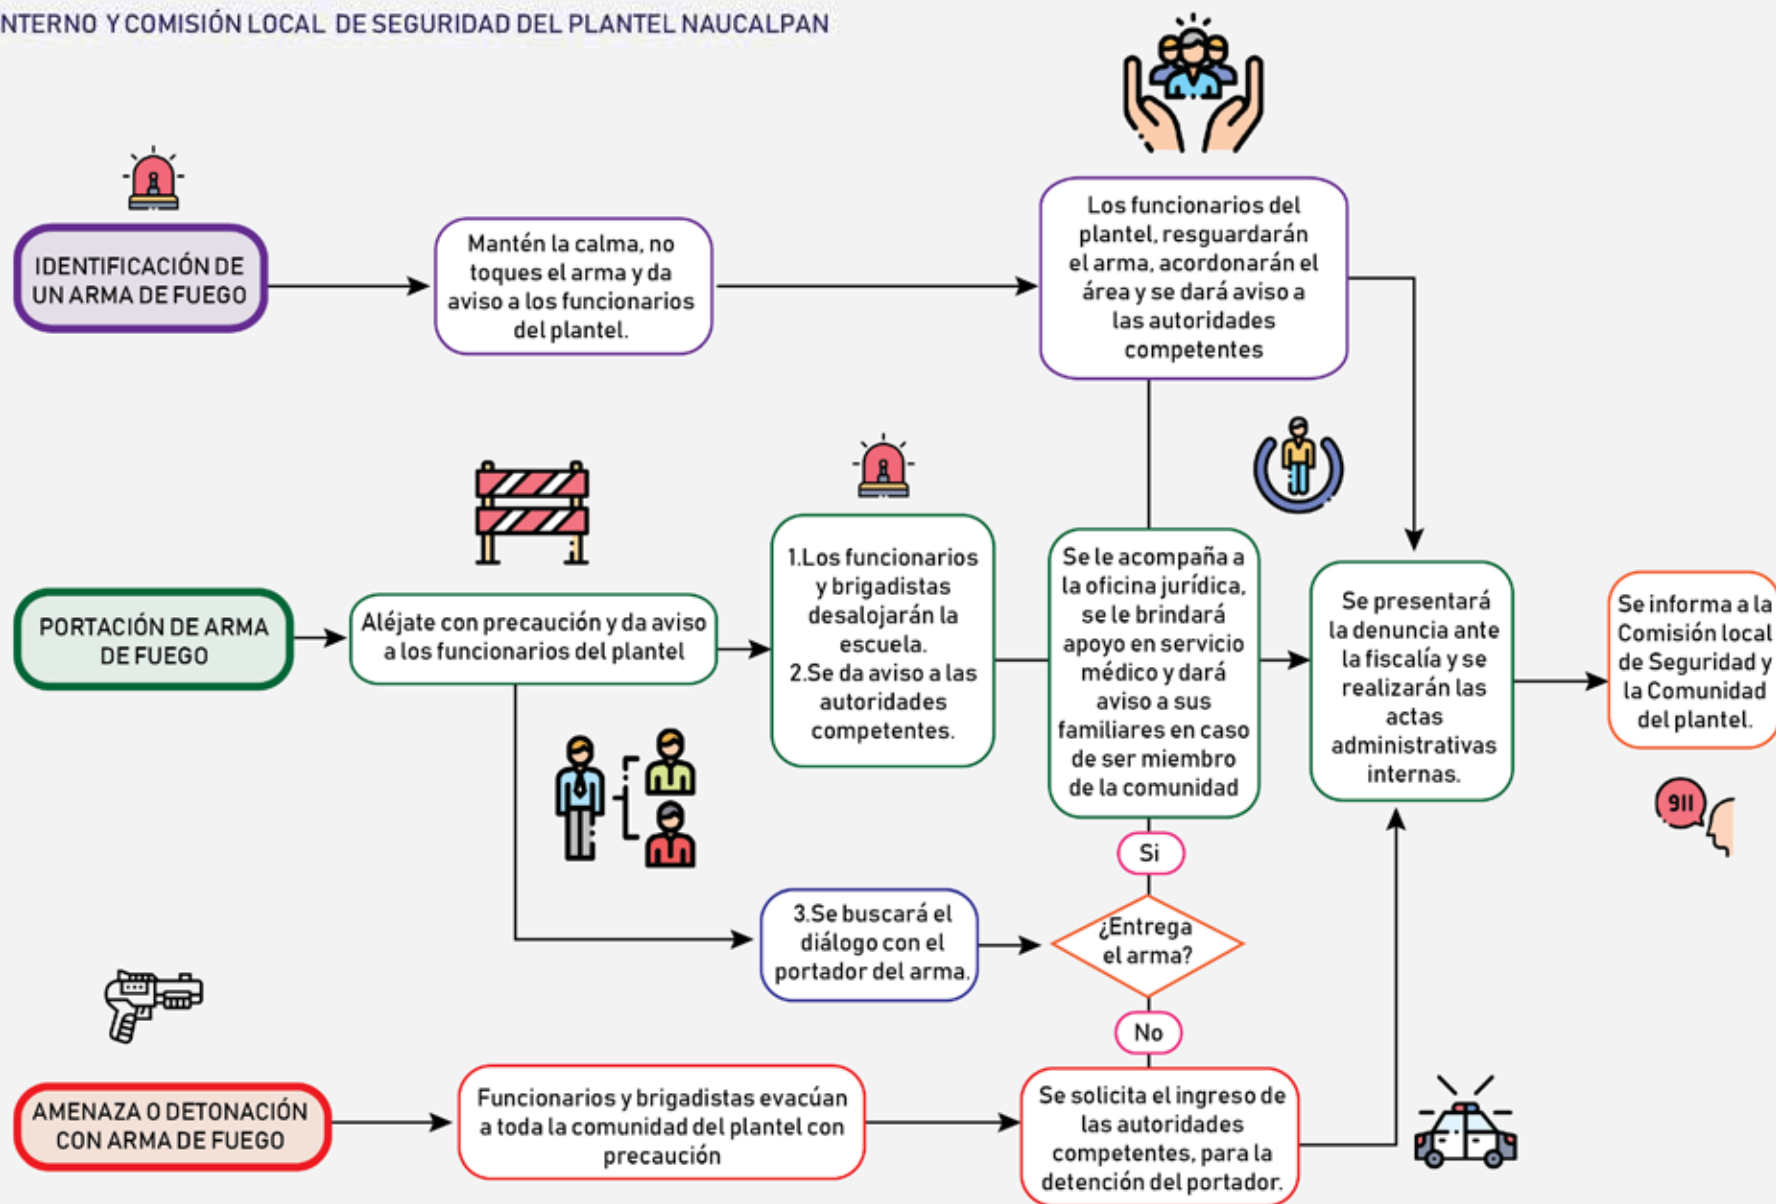 NTERNO Y COMISIÓN LOCAL DE SEGURIDAD DEL PLANTEL NAUCALPAN
IDENTIFICACIÓN DE
UN ARMA DE FUEGO
Mantén la calma, no
toques el arma y da
aviso a los funcionarios
del plantel.
Los funcionarios del
plantel, resguardarán
el arma, acordonarán el
área y se dará aviso a
las autoridades
competentes
PORTACIÓN DE ARMA
DE FUEGO
Aléjate con precaución y da aviso
a los funcionarios del plantel
1.Los funcionarios
y brigadistas
desalojarán la
escuela.
2.Se da aviso a las
autoridades
competentes.
Se le acompaña a
la oficina jurídica,
se le brindará
apoyo en servicio
médico y dará
aviso a sus
familiares en caso
de ser miembro
de la comunidad
Se presentará
la denuncia ante
la fiscalía y se
realizarán las
actas
administrativas
internas.
Se informa a la
Comisión local
de Seguridad y
la Comunidad
del plantel.
911
Si
3.Se buscará el
diálogo con el
portador del arma.
¿Entrega
el arma?
No
AMENAZA O DETONACIÓN
CON ARMA DE FUEGO
Funcionarios y brigadistas evacúan
a toda la comunidad del plantel con
precaución
Se solicita el ingreso de
las autoridades
competentes, para la
detención del portador.